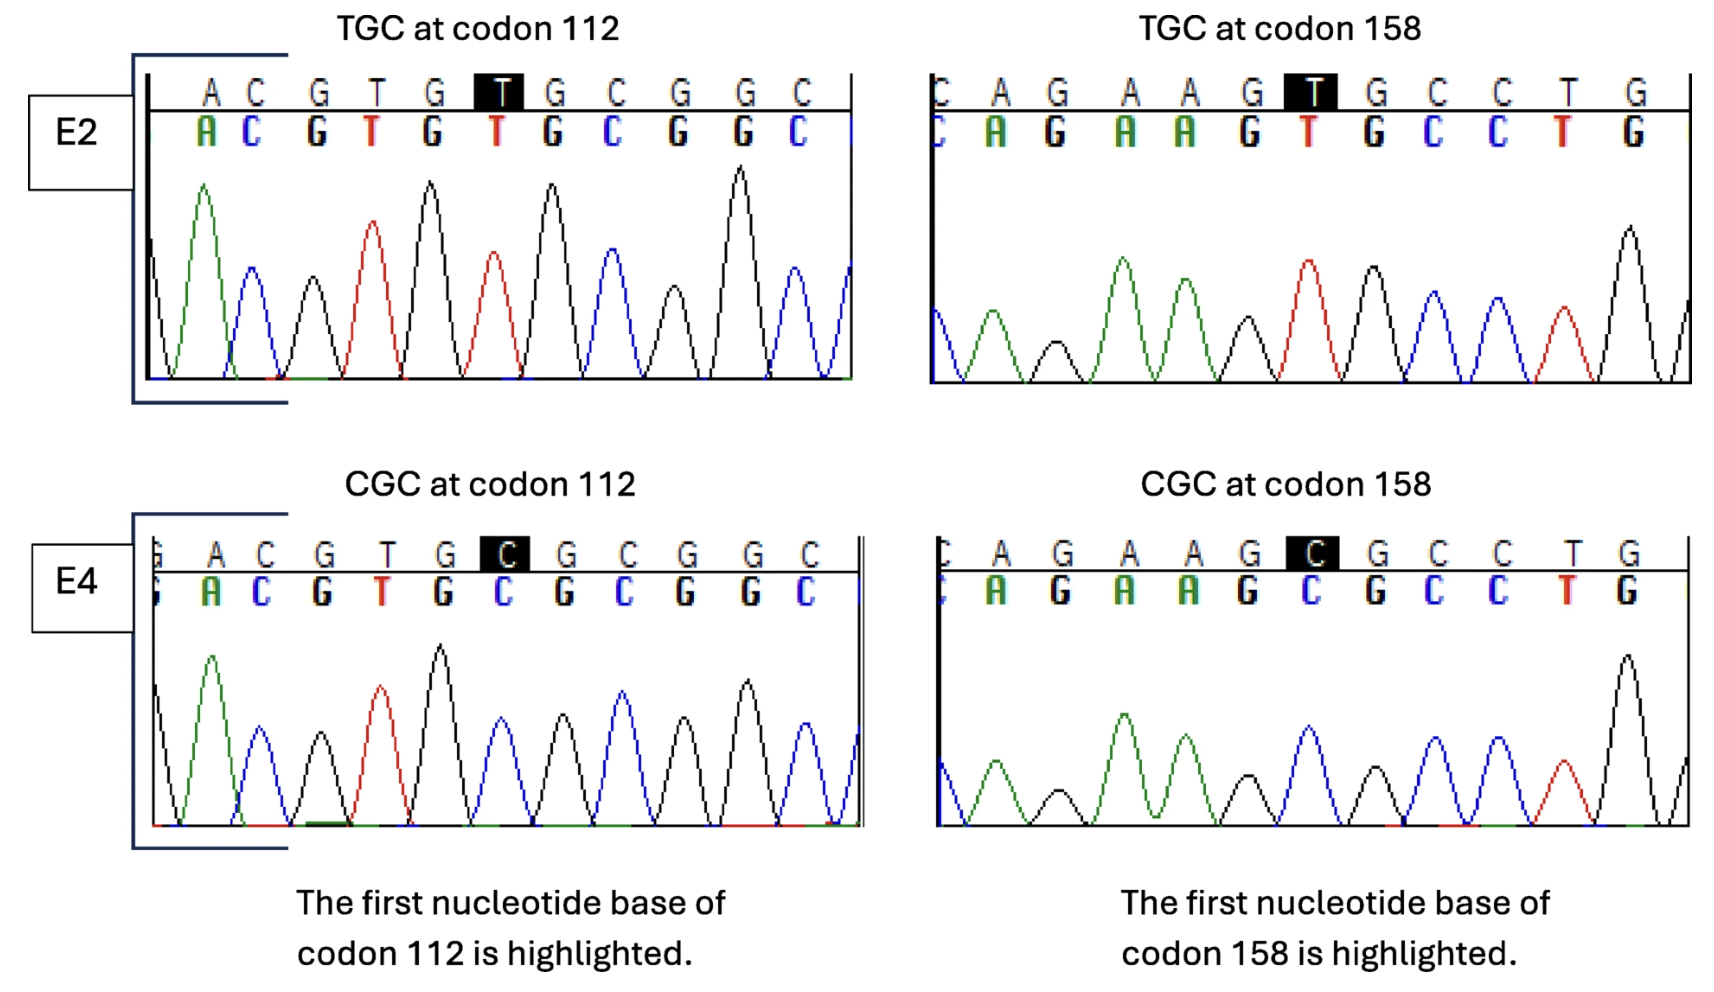 TGC at codon 112
TGC at codon 158
E2
A C G T G T G C G G C
A C G T G T G C G G C
C A G A A G T G C C T G
C A G A A G T G C C T G
CGC at codon 112
CGC at codon 158
E4
G A C G T G C G C G G C
G A C G T G C G C G G C
C A G A A G C G C C T G
C A G A A G C G C C T G
The first nucleotide base of
codon 112 is highlighted.
The first nucleotide base of
codon 158 is highlighted.